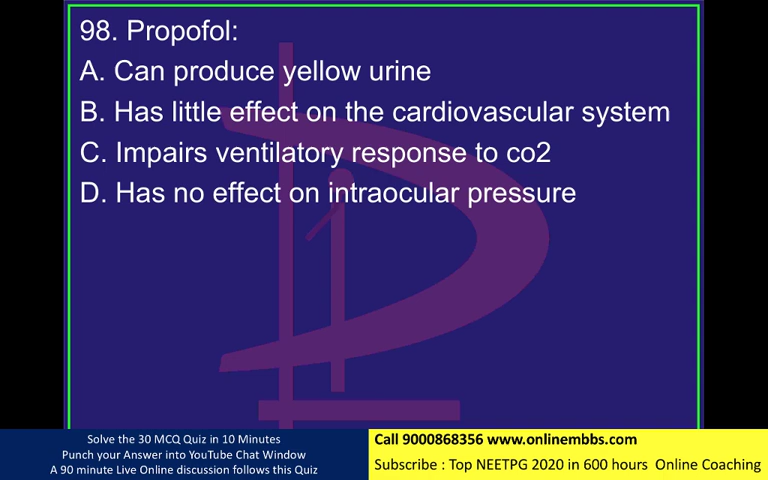 98. Propofol:
A. Can produce yellow urine
B. Has little effect on the cardiovascular system
C. Impairs ventilatory response to co2
D. Has no effect on intraocular pressure
Solve the 30 MCQ Quiz in 10 Minutes
Punch your Answer into YouTube Chat Window
A 90 minute Live Online discussion follows this Quiz
Call 9000868356 www.onlinembbs.com
Subscribe : Top NEETPG 2020 in 600 hours Online Coaching